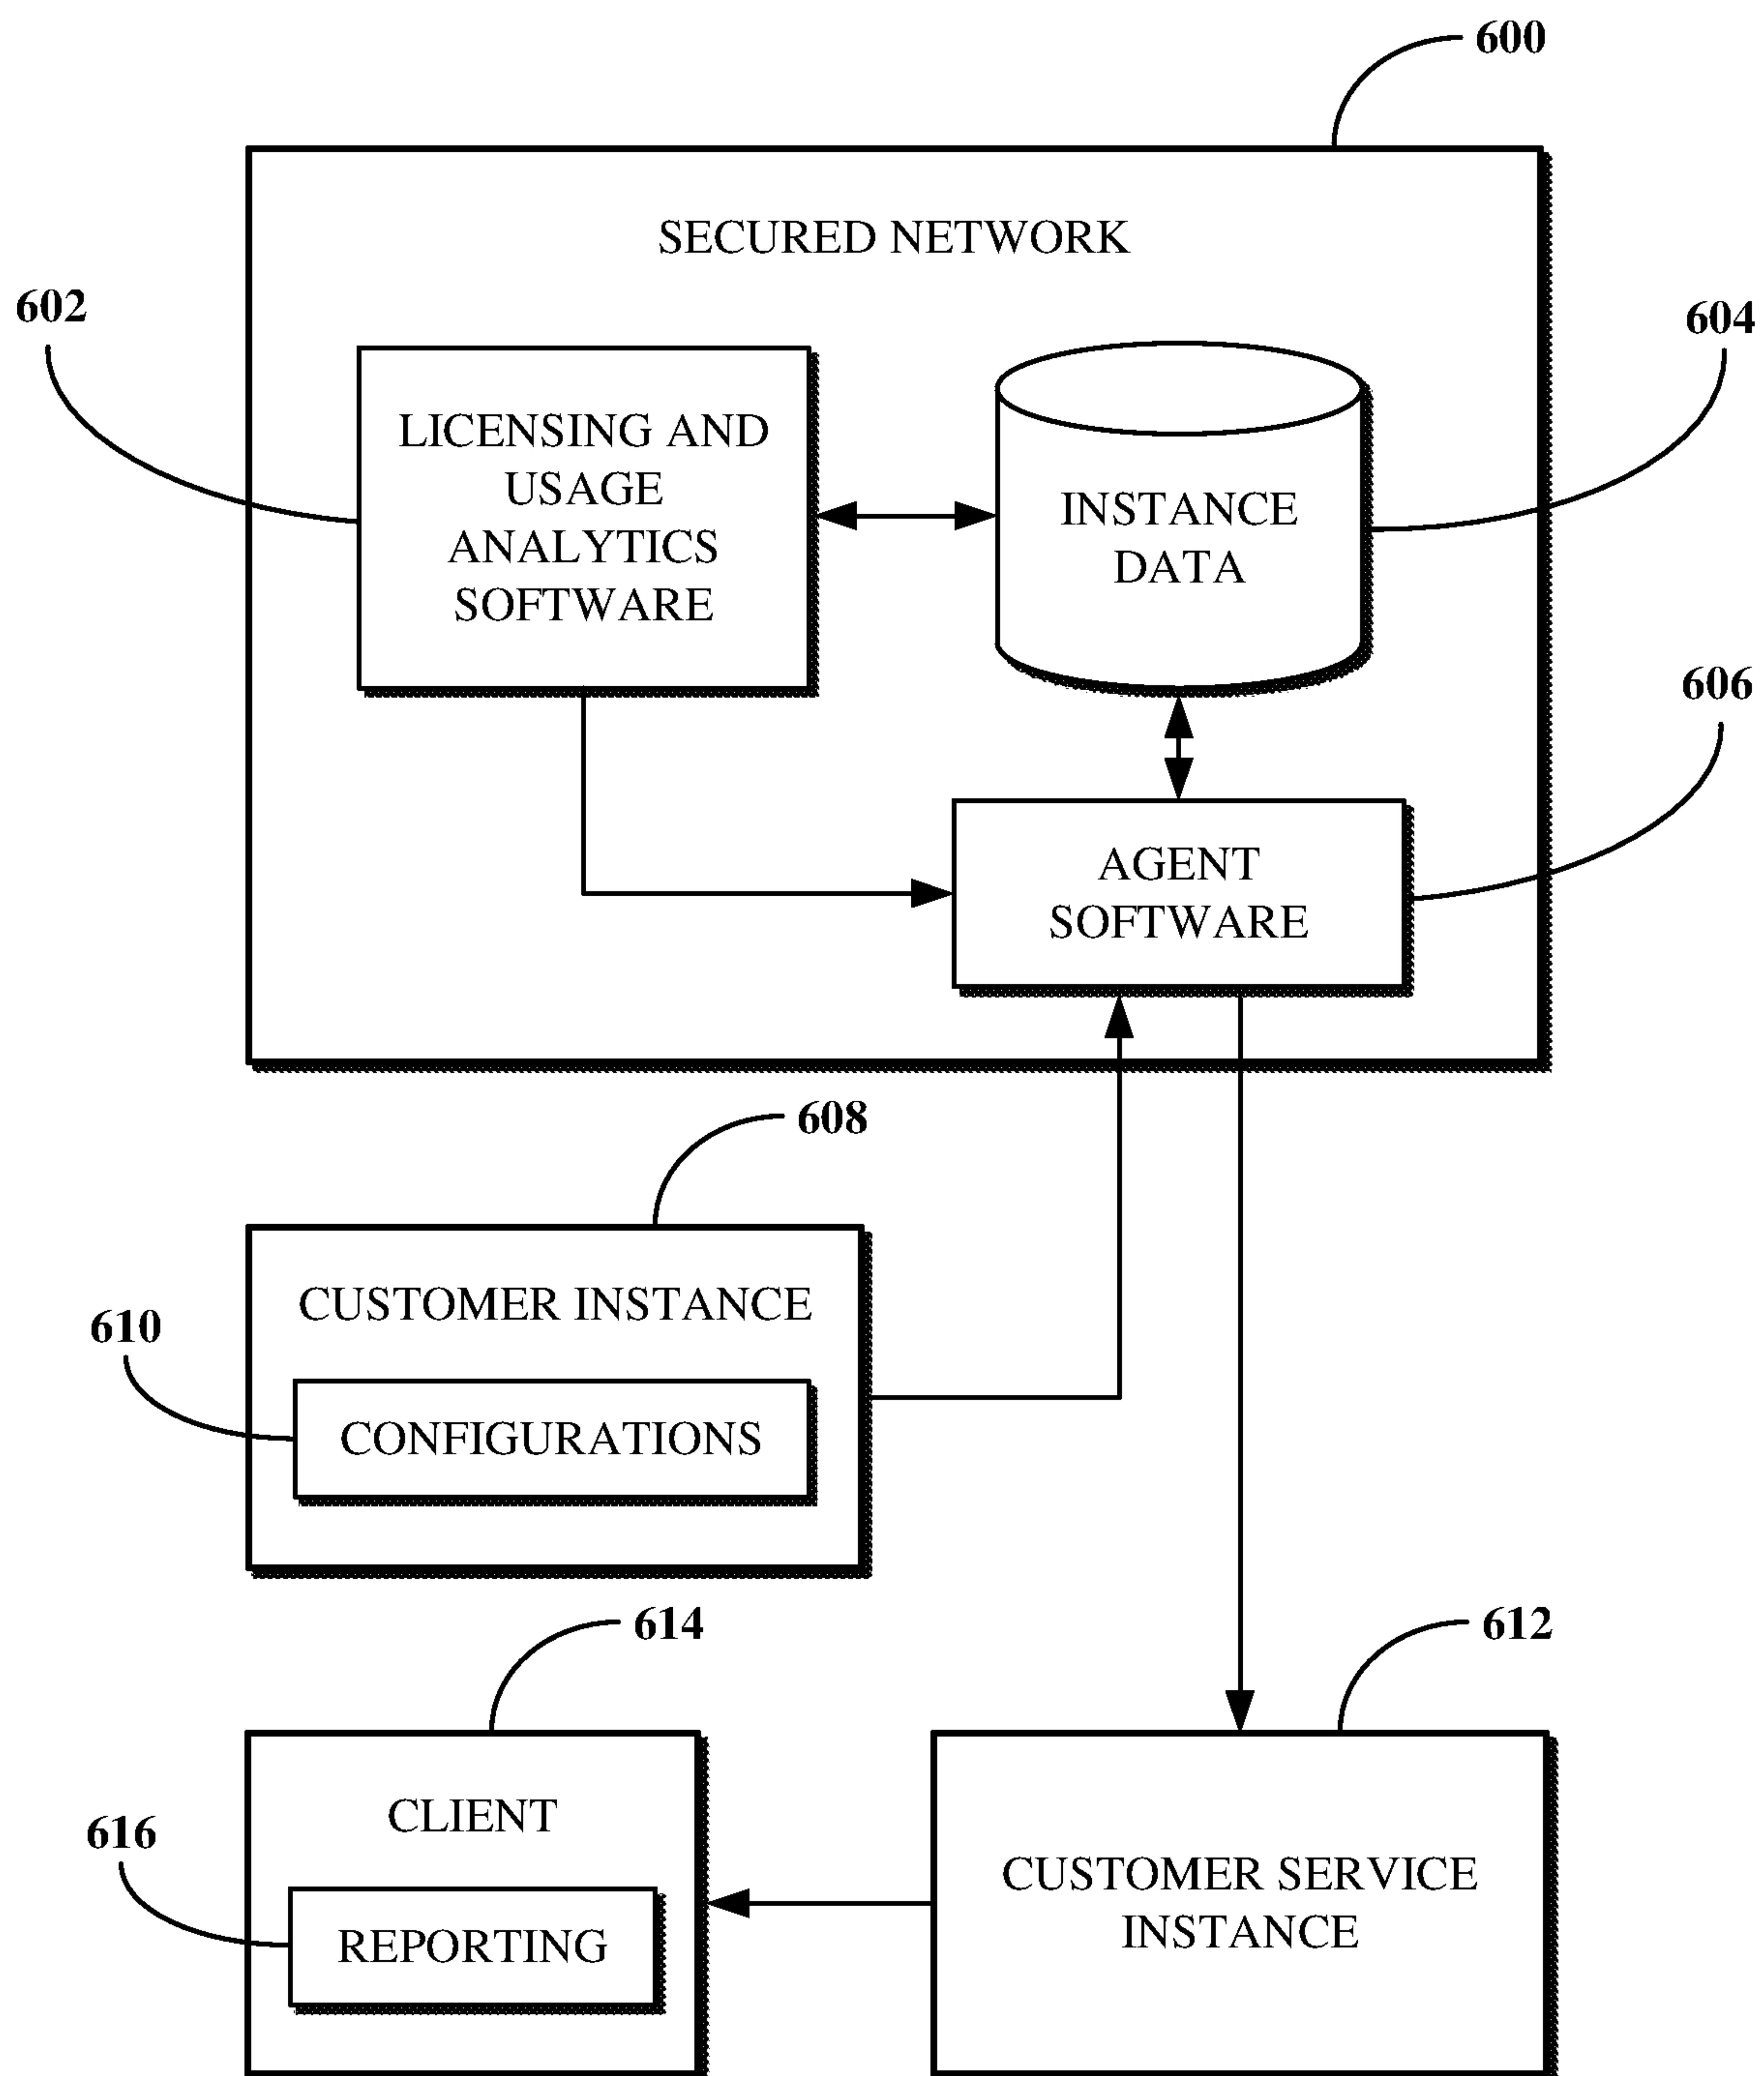 600
SECURED NETWORK
602
604
LICENSING AND
USAGE
ANALYTICS
SOFTWARE
INSTANCE
DATA
606
AGENT
SOFTWARE
608
CUSTOMER INSTANCE
610
CONFIGURATIONS
614
612
CLIENT
616
REPORTING
CUSTOMER SERVICE
INSTANCE